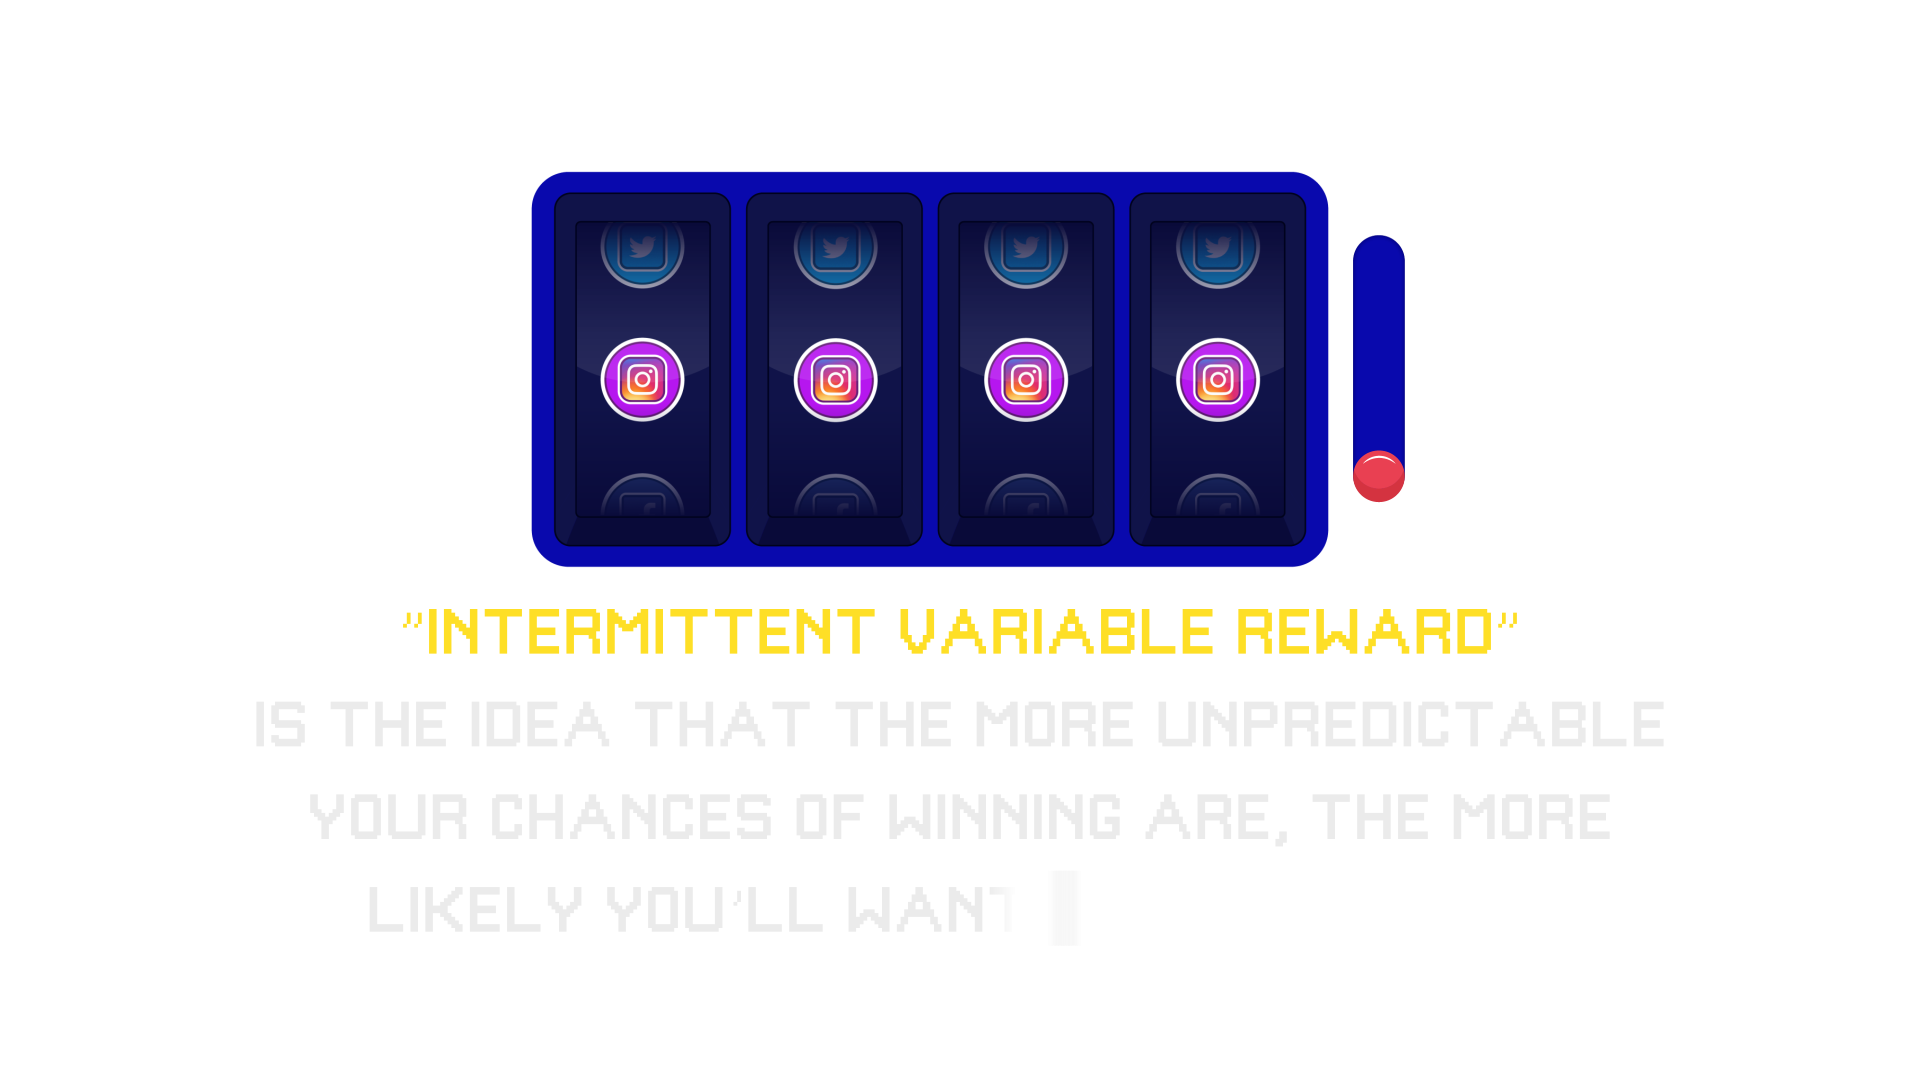 "INTERMITTENT VARIABLE REWARD"
IS THE IDEA THAT THE MORE UNPREDICTABLE
YOUR CHANCES OF WINNING ARE, THE MORE
LIKELY YOU'LL WANT